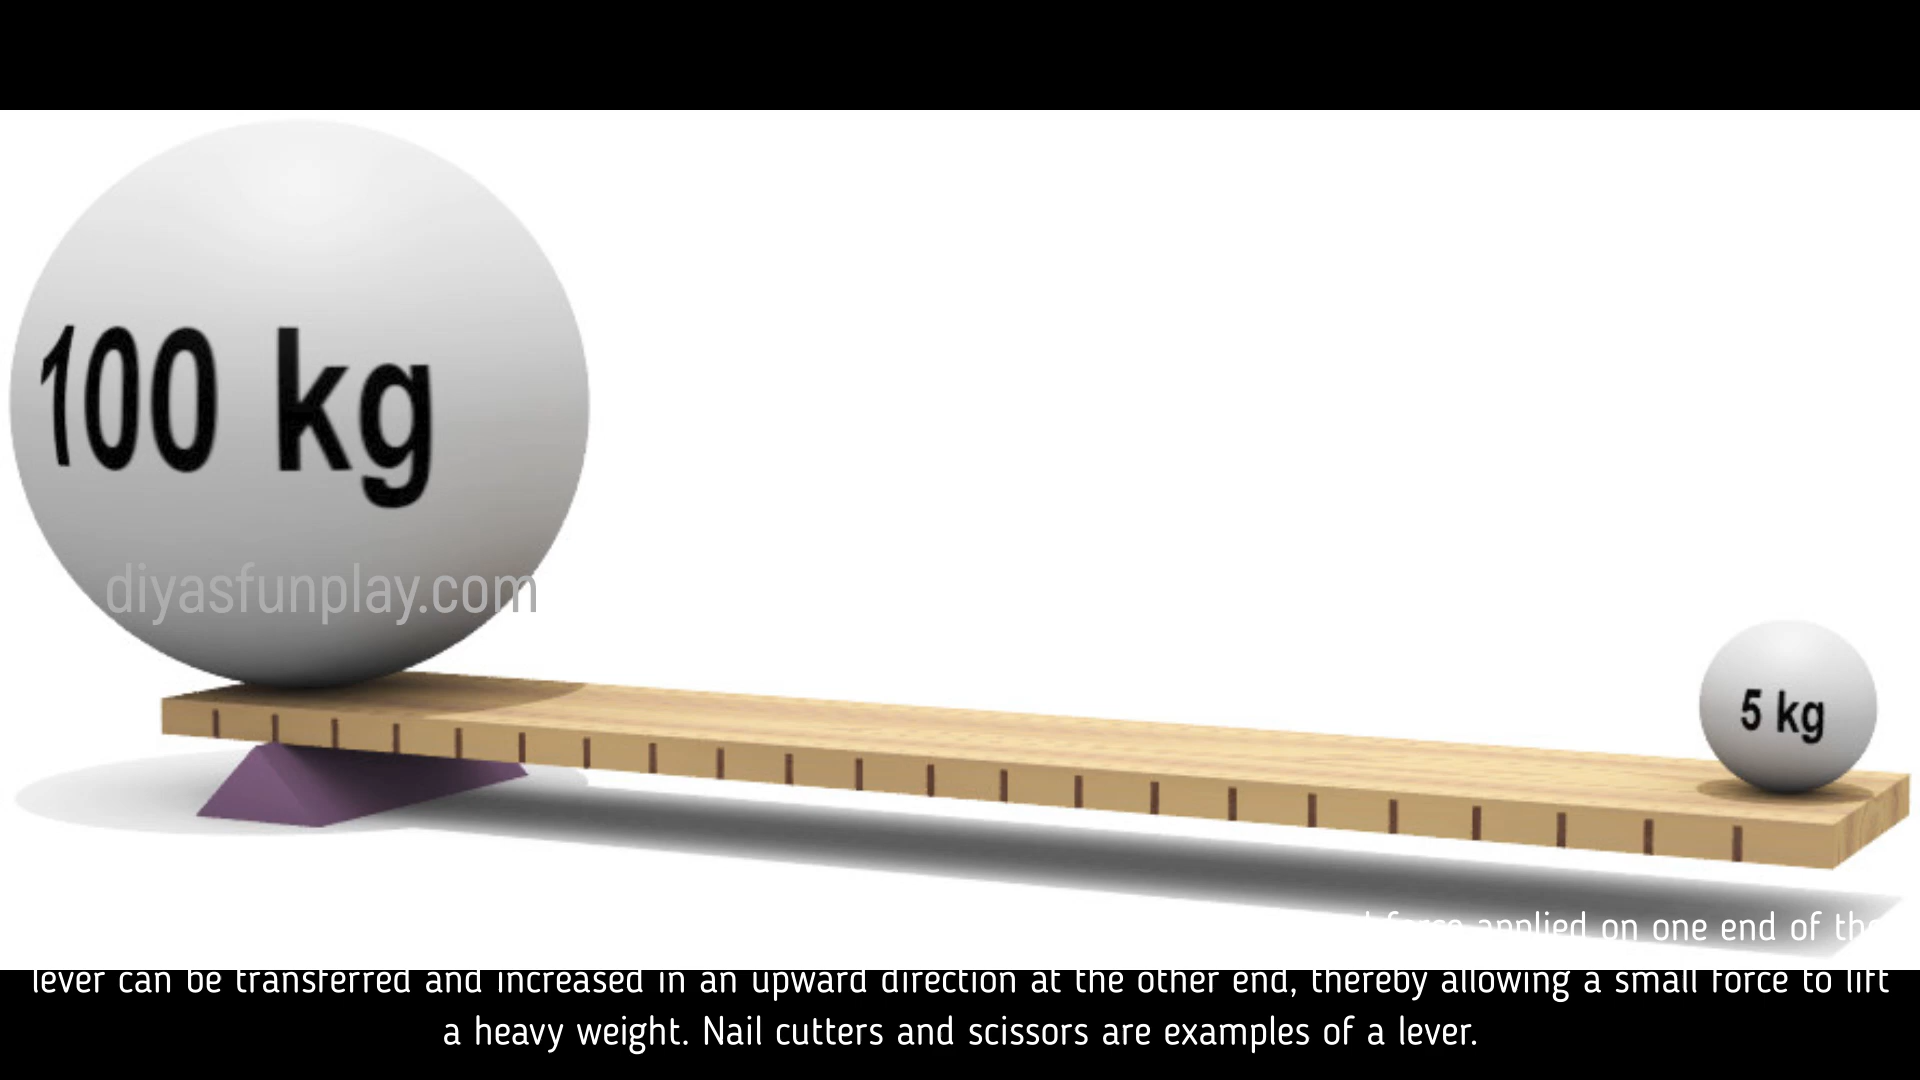 100 kg
diyasfunplay.com
5 kg
force applied on one end of the
lever can be transferred and increased in an upward direction at the other end, thereby allowing a small force to lift
a heavy weight. Nail cutters and scissors are examples of a lever.